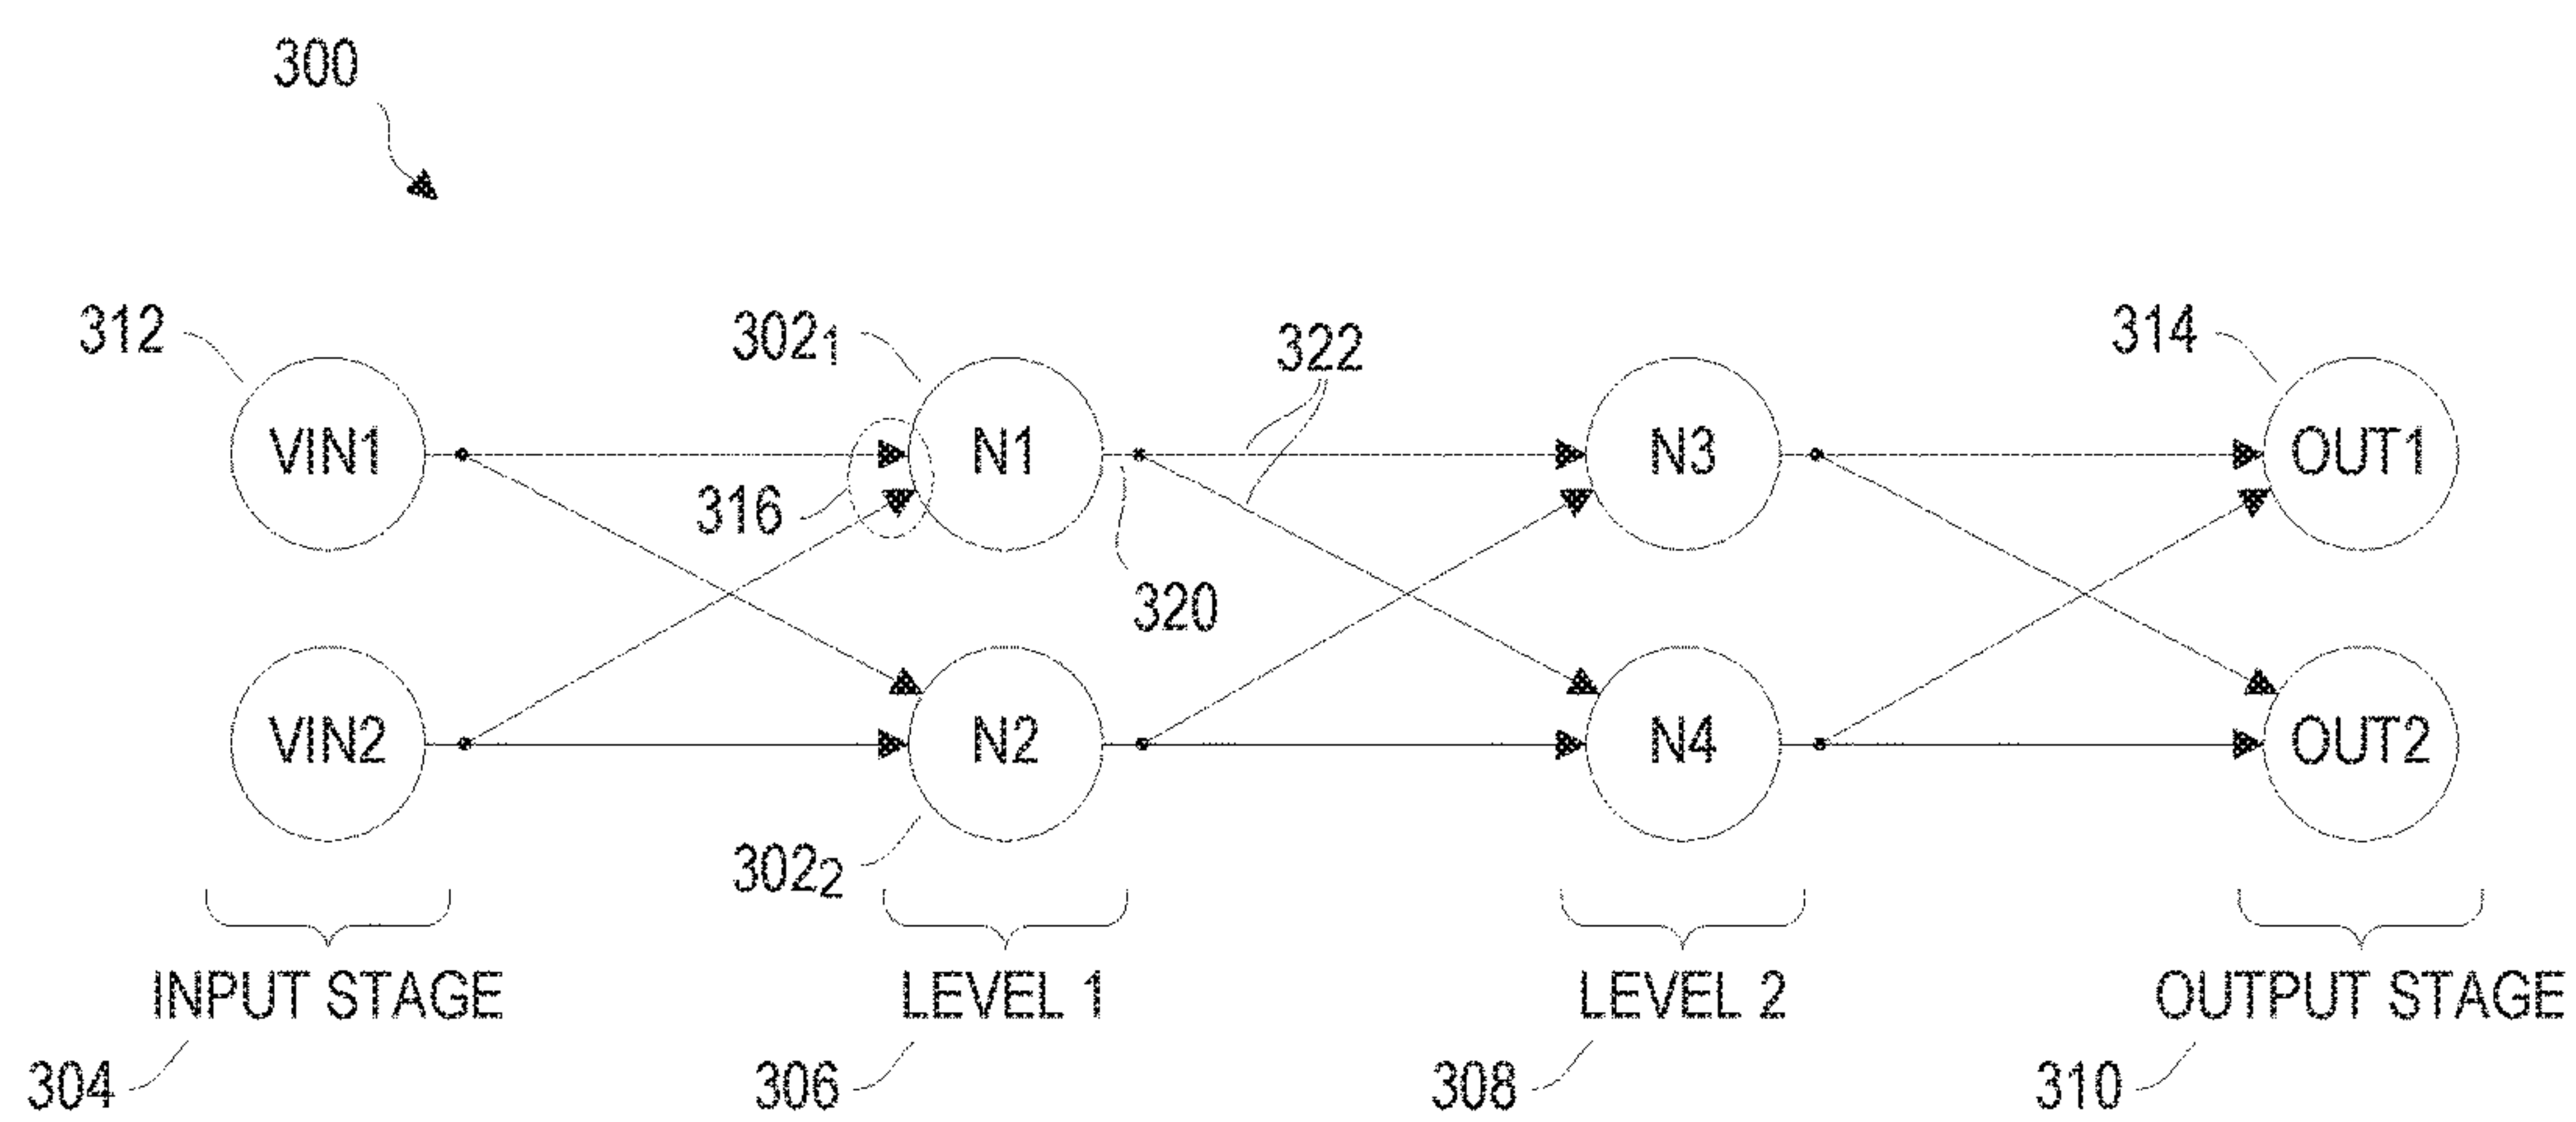 300
312
302₁
322
314
VIN1
N1
N3
OUT1
316
320
VIN2
N2
N4
OUT2
302₂
INPUT STAGE
LEVEL 1
LEVEL 2
OUTPUT STAGE
304
306
308
310